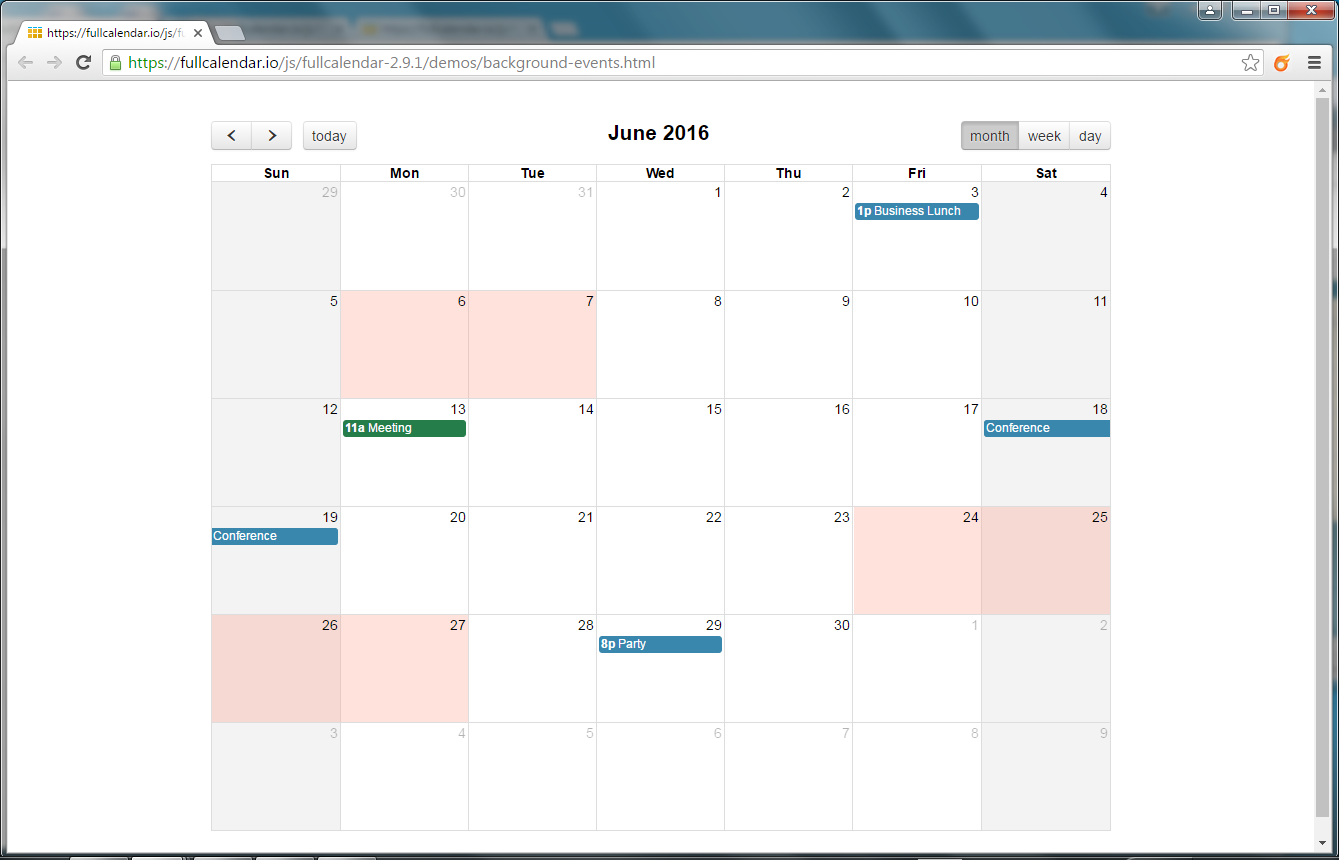 https://fullcalendar.io/js/fu
https://fullcalendar.io/js/fullcalendar-2.9.1/demos/background-events.html
today
June 2016
month week day
Sun Mon Tue Wed Thu Fri Sat
29 30 31 1 2 3 4
1p Business Lunch
5 6 7 8 9 10 11
12 13 14 15 16 17 18
11a Meeting
Conference
19 20 21 22 23 24 25
Conference
26 27 28 29 30 1 2
8p Party
3 4 5 6 7 8 9